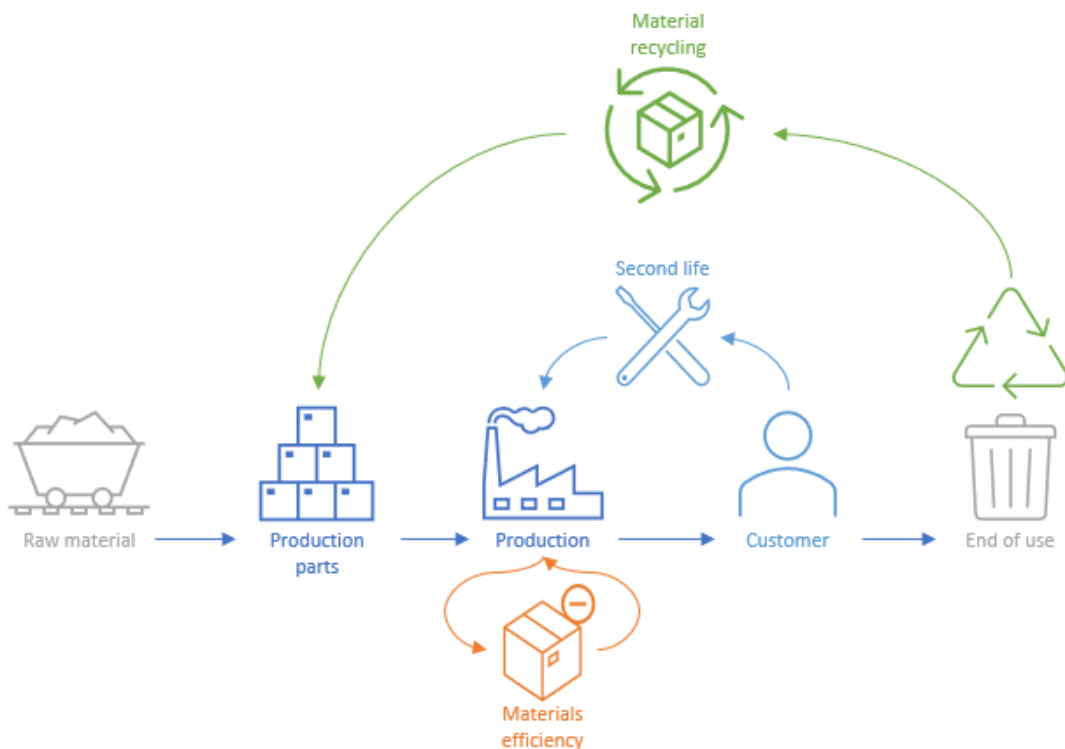 Material
recycling
Second life
Raw material
Production
parts
Production
Customer
End of use
Materials
efficiency